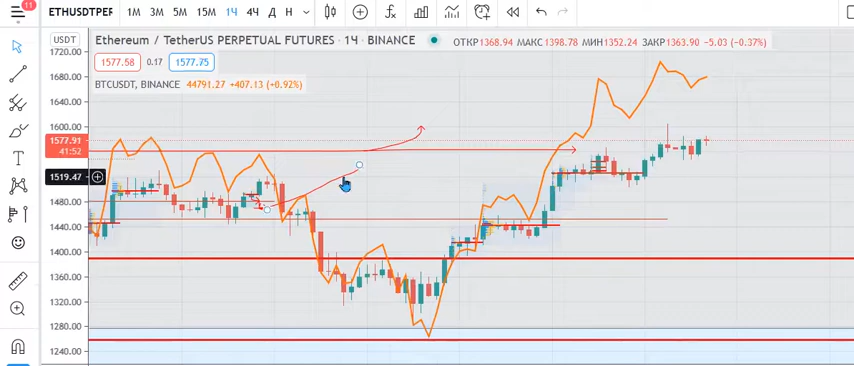 11
ETHUSDTPER
1М 3М 5М 15М 1Ч 4Ч Д Н
USDT
Ethereum / TetherUS PERPETUAL FUTURES · 1Ч · BINANCE
ОТКР1368.94 МАКС1398.78 МИН1352.24 ЗАКР1363.90 −5.03 (−0.37%)
1577.58 0.17 1577.75
BTCUSDT, BINANCE 44791.27 +407.13 (+0.92%)
1720.00
1680.00
1640.00
1600.00
1577.91
41:52
1519.47
1480.00
1440.00
1400.00
1360.00
1320.00
1280.00
1240.00